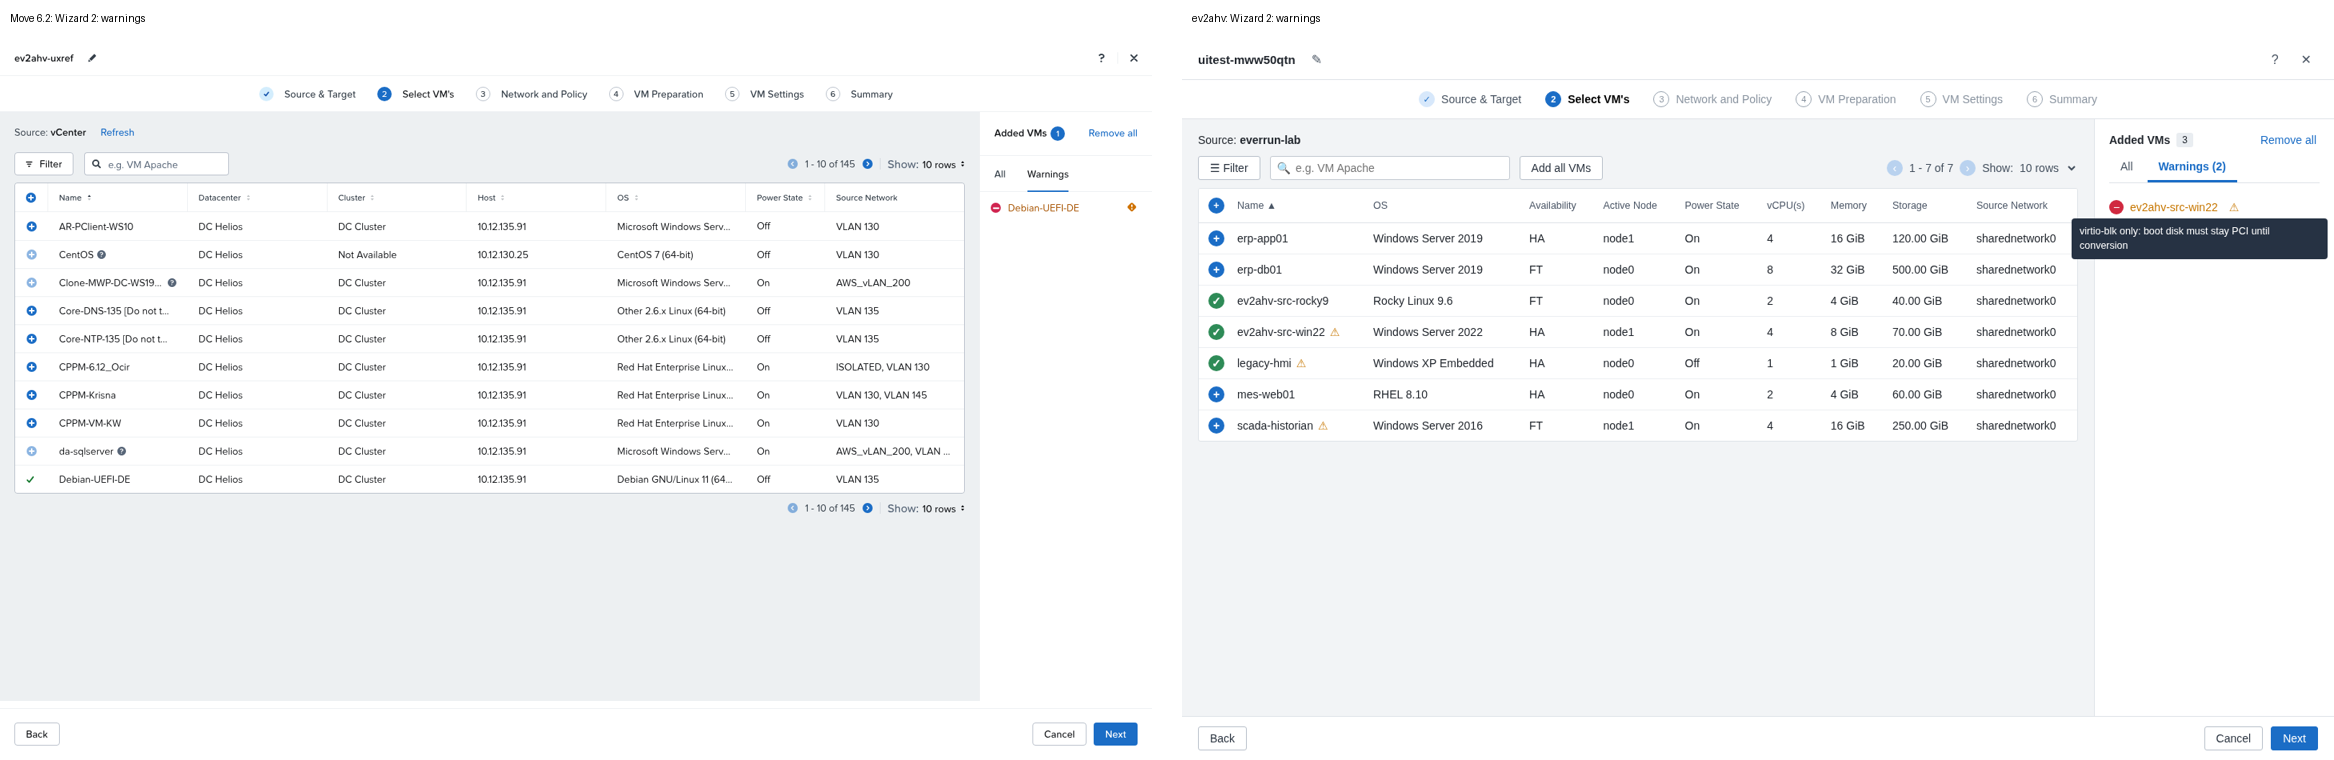 Move 6.2: Wizard 2: warnings
ev2ahv-uxref
?
Source & Target
2 Select VM's
3 Network and Policy
4 VM Preparation
5 VM Settings
6 Summary
Source: vCenter Refresh
Filter
e.g. VM Apache
1 - 10 of 145
Show: 10 rows
Name Datacenter Cluster Host OS Power State Source Network
AR-PClient-WS10 DC Helios DC Cluster 10.12.135.91 Microsoft Windows Serv... Off VLAN 130
CentOS ? DC Helios Not Available 10.12.130.25 CentOS 7 (64-bit) Off VLAN 130
Clone-MWP-DC-WS19... ? DC Helios DC Cluster 10.12.135.91 Microsoft Windows Serv... On AWS_vLAN_200
Core-DNS-135 [Do not t... DC Helios DC Cluster 10.12.135.91 Other 2.6.x Linux (64-bit) Off VLAN 135
Core-NTP-135 [Do not t... DC Helios DC Cluster 10.12.135.91 Other 2.6.x Linux (64-bit) Off VLAN 135
CPPM-6.12_Ocir DC Helios DC Cluster 10.12.135.91 Red Hat Enterprise Linux... On ISOLATED, VLAN 130
CPPM-Krisna DC Helios DC Cluster 10.12.135.91 Red Hat Enterprise Linux... On VLAN 130, VLAN 145
CPPM-VM-KW DC Helios DC Cluster 10.12.135.91 Red Hat Enterprise Linux... On VLAN 130
da-sqlserver ? DC Helios DC Cluster 10.12.135.91 Microsoft Windows Serv... On AWS_vLAN_200, VLAN ...
Debian-UEFI-DE DC Helios DC Cluster 10.12.135.91 Debian GNU/Linux 11 (64... Off VLAN 135
1 - 10 of 145
Show: 10 rows
Added VMs 1 Remove all
All Warnings
Debian-UEFI-DE
Back
Cancel
Next
ev2ahv: Wizard 2: warnings
uitest-mww50qtn
?
Source & Target
2 Select VM's
3 Network and Policy
4 VM Preparation
5 VM Settings
6 Summary
Source: everrun-lab
Filter
e.g. VM Apache
Add all VMs
1 - 7 of 7
Show: 10 rows
Name ▲ OS Availability Active Node Power State vCPU(s) Memory Storage Source Network
erp-app01 Windows Server 2019 HA node1 On 4 16 GiB 120.00 GiB sharednetwork0
erp-db01 Windows Server 2019 FT node0 On 8 32 GiB 500.00 GiB sharednetwork0
ev2ahv-src-rocky9 Rocky Linux 9.6 FT node0 On 2 4 GiB 40.00 GiB sharednetwork0
ev2ahv-src-win22 ⚠ Windows Server 2022 HA node1 On 4 8 GiB 70.00 GiB sharednetwork0
legacy-hmi ⚠ Windows XP Embedded HA node0 Off 1 1 GiB 20.00 GiB sharednetwork0
mes-web01 RHEL 8.10 HA node0 On 2 4 GiB 60.00 GiB sharednetwork0
scada-historian ⚠ Windows Server 2016 FT node1 On 4 16 GiB 250.00 GiB sharednetwork0
Added VMs 3 Remove all
All Warnings (2)
ev2ahv-src-win22 ⚠
virtio-blk only: boot disk must stay PCI until
conversion
Back
Cancel
Next